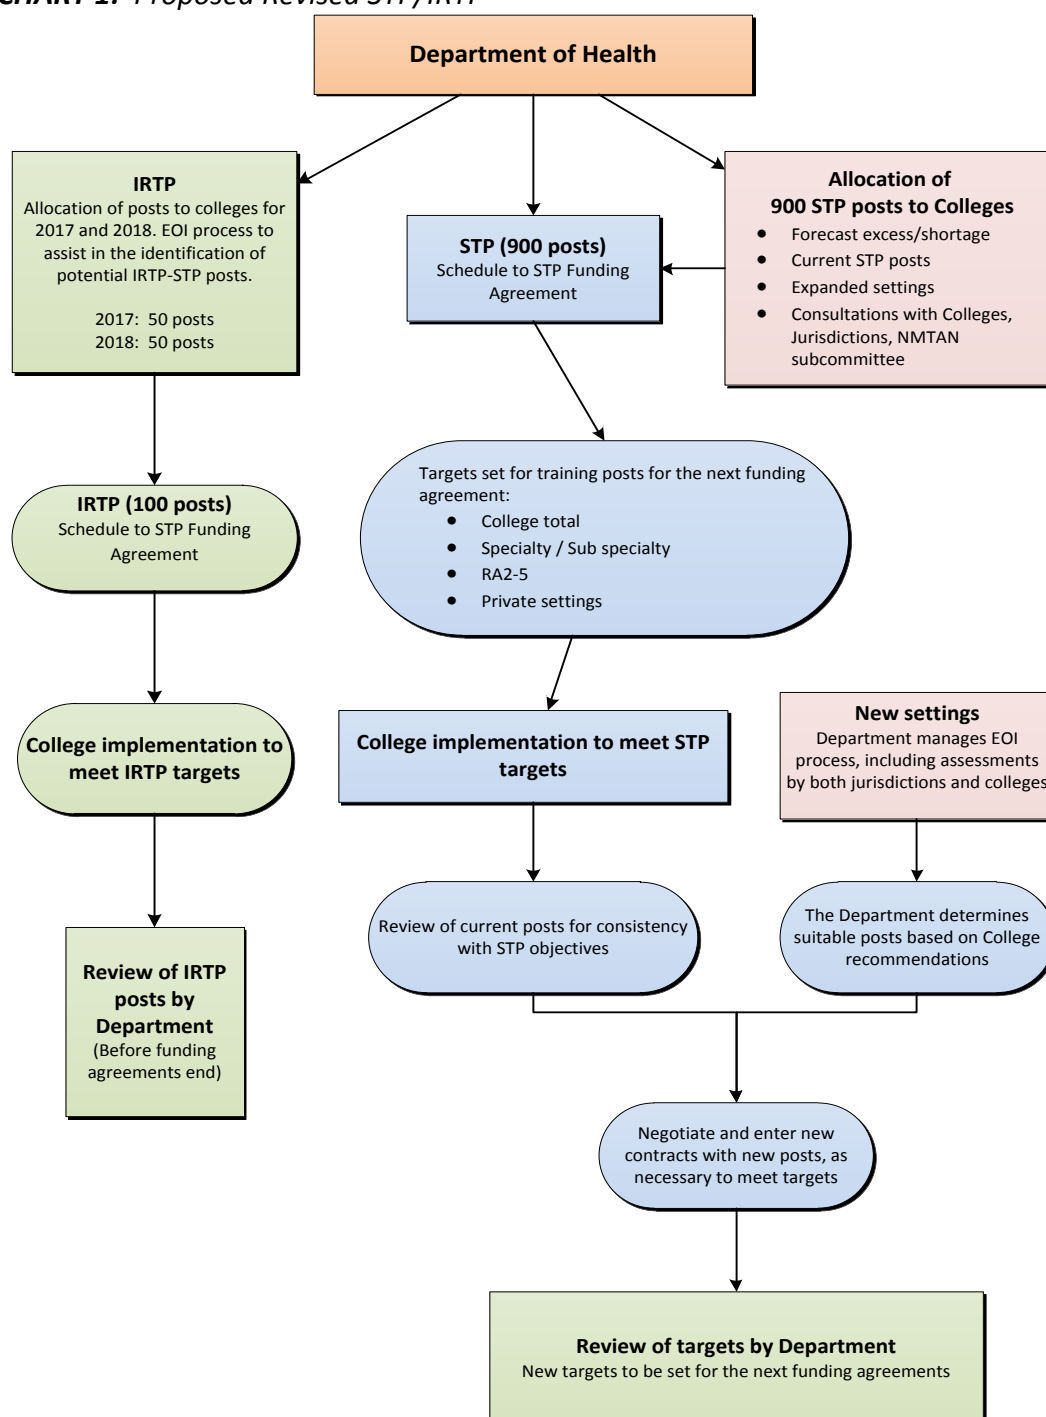 CHART 1: Proposed Revised STP/IRTP
Department of Health
IRTP
Allocation of posts to colleges for
2017 and 2018. EOI process to
assist in the identification of
potential IRTP-STP posts.
2017: 50 posts
2018: 50 posts
STP (900 posts)
Schedule to STP Funding
Agreement
Allocation of
900 STP posts to Colleges
● Forecast excess/shortage
● Current STP posts
● Expanded settings
● Consultations with Colleges,
Jurisdictions, NMTAN
subcommittee
IRTP (100 posts)
Schedule to STP Funding
Agreement
Targets set for training posts for the next funding
agreement:
● College total
● Specialty / Sub specialty
● RA2-5
● Private settings
College implementation to
meet IRTP targets
College implementation to meet STP
targets
New settings
Department manages EOI
process, including assessments
by both jurisdictions and colleges
Review of current posts for consistency
with STP objectives
The Department determines
suitable posts based on College
recommendations
Review of IRTP
posts by
Department
(Before funding
agreements end)
Negotiate and enter new
contracts with new posts, as
necessary to meet targets
Review of targets by Department
New targets to be set for the next funding agreements